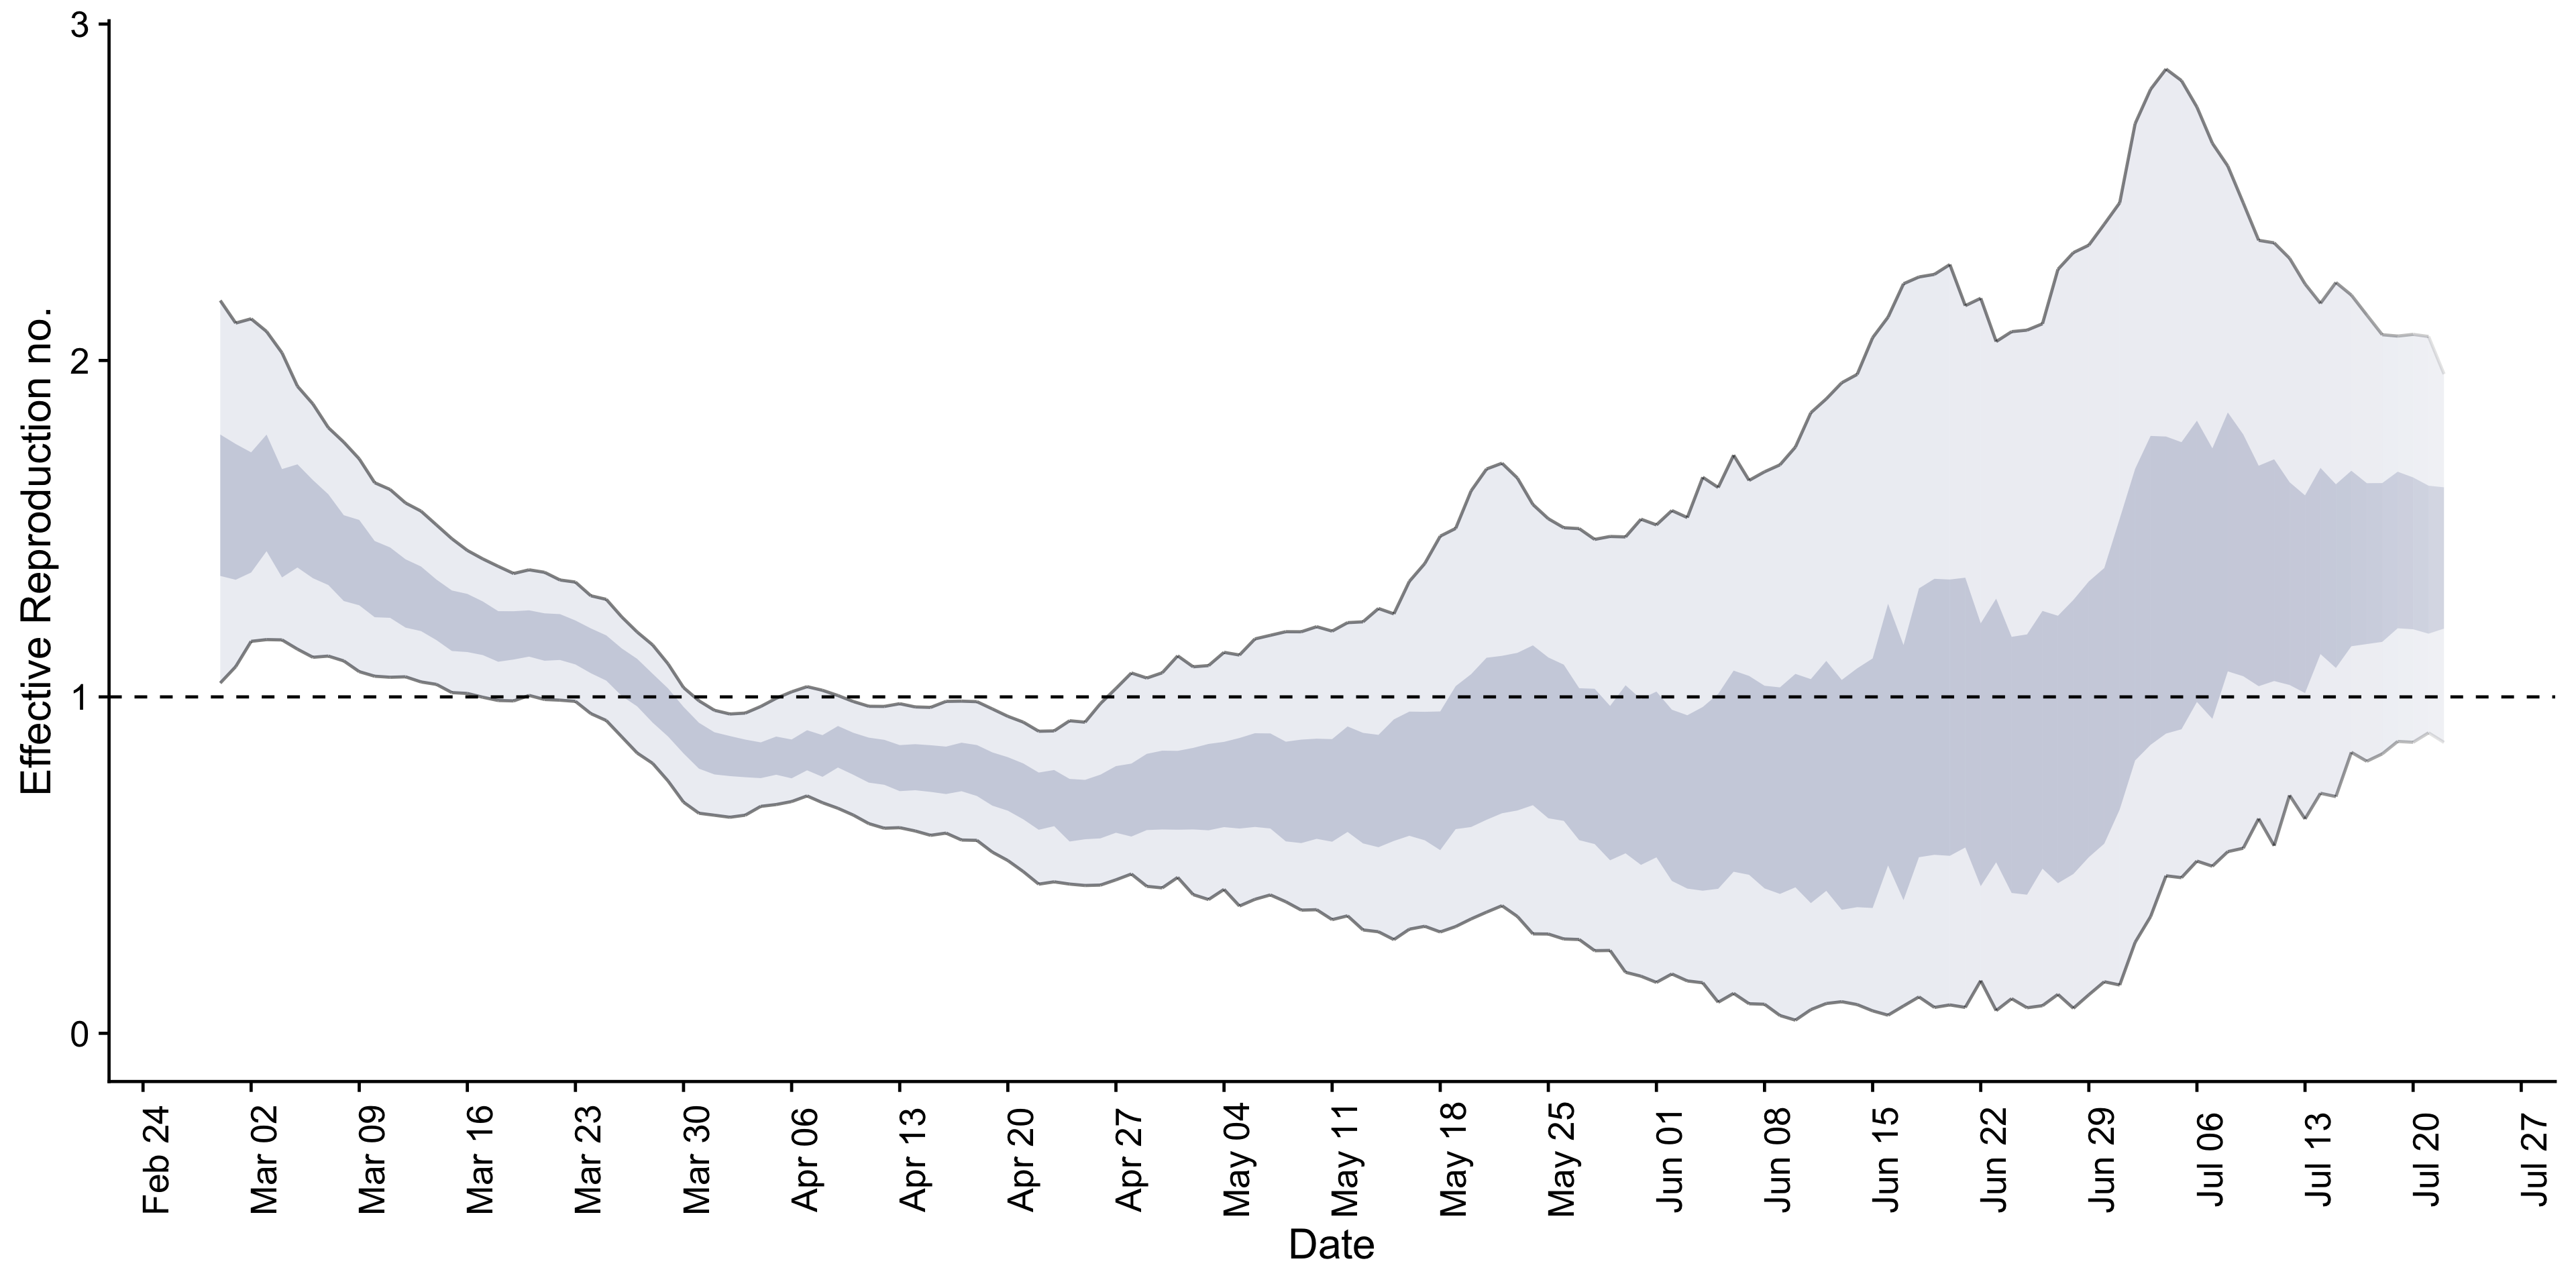 Effective Reproduction no.
3
2
1
0
Feb 24
Mar 02
Mar 09
Mar 16
Mar 23
Mar 30
Apr 06
Apr 13
Apr 20
Apr 27
May 04
May 11
May 18
May 25
Jun 01
Jun 08
Jun 15
Jun 22
Jun 29
Jul 06
Jul 13
Jul 20
Jul 27
Date